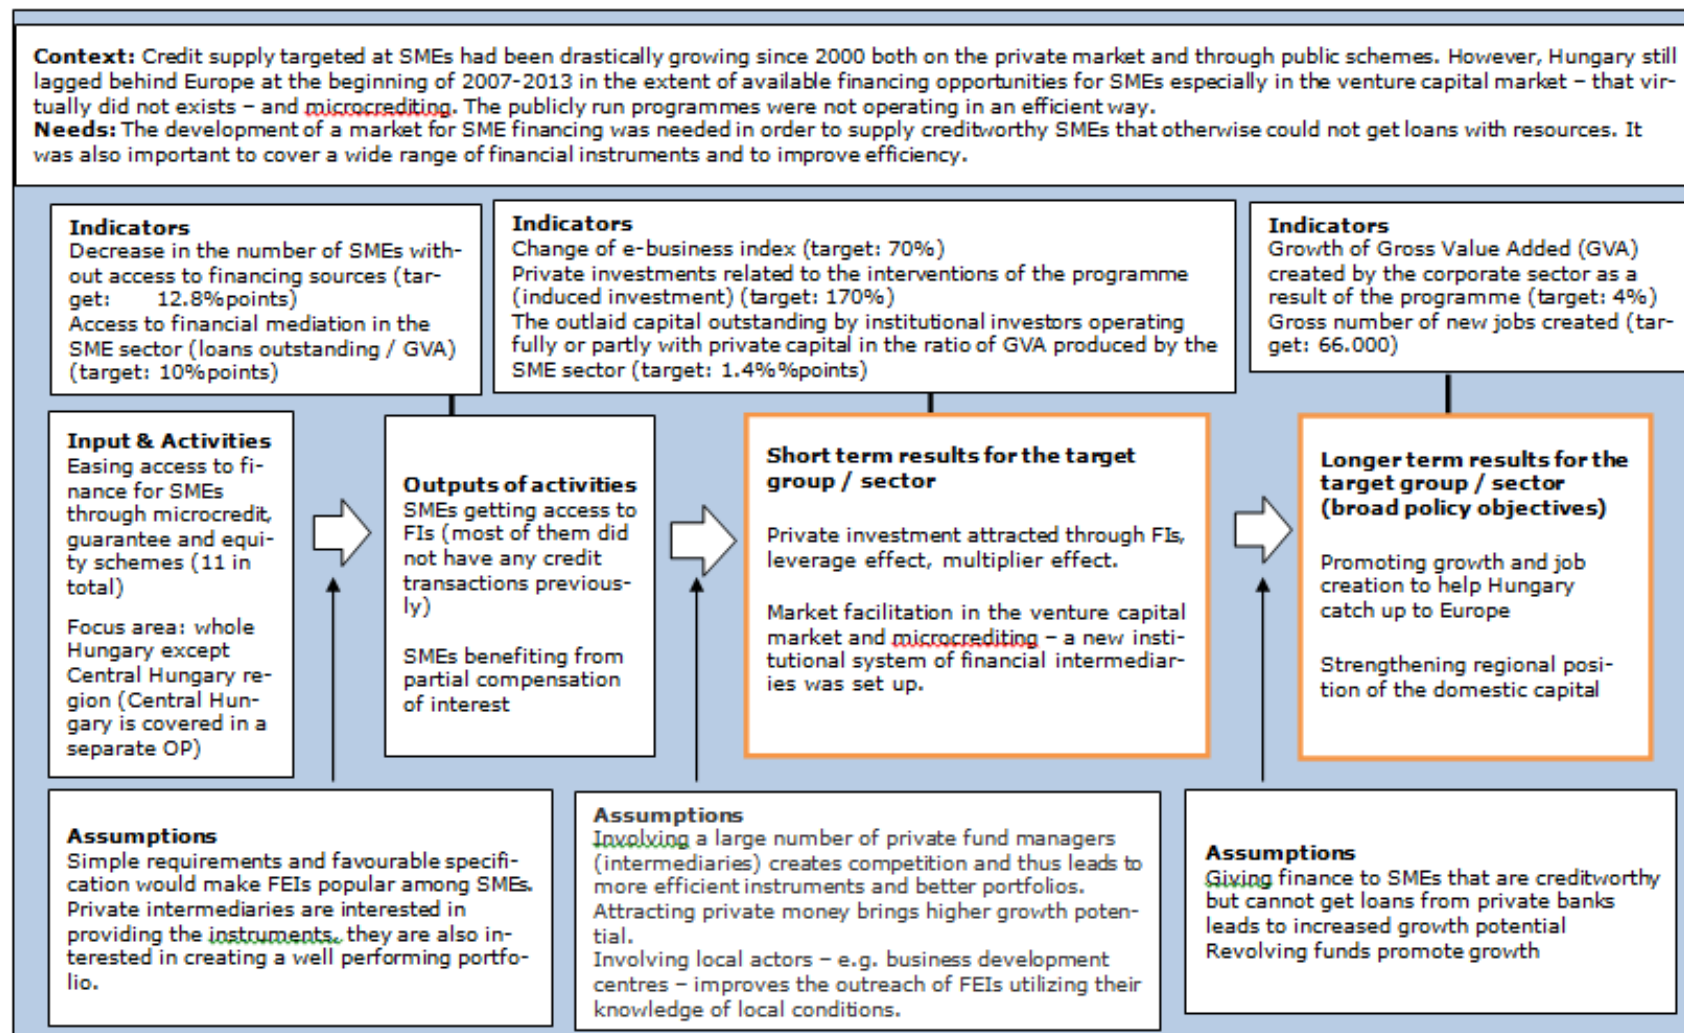 Context: Credit supply targeted at SMEs had been drastically growing since 2000 both on the private market and through public schemes. However, Hungary still
lagged behind Europe at the beginning of 2007-2013 in the extent of available financing opportunities for SMEs especially in the venture capital market – that vir-
tually did not exists – and microcrediting. The publicly run programmes were not operating in an efficient way.
Needs: The development of a market for SME financing was needed in order to supply creditworthy SMEs that otherwise could not get loans with resources. It
was also important to cover a wide range of financial instruments and to improve efficiency.
Indicators
Decrease in the number of SMEs with-
out access to financing sources (tar-
get: 12.8%points)
Access to financial mediation in the
SME sector (loans outstanding / GVA)
(target: 10%points)
Indicators
Change of e-business index (target: 70%)
Private investments related to the interventions of the programme
(induced investment) (target: 170%)
The outlaid capital outstanding by institutional investors operating
fully or partly with private capital in the ratio of GVA produced by the
SME sector (target: 1.4%%points)
Indicators
Growth of Gross Value Added (GVA)
created by the corporate sector as a
result of the programme (target: 4%)
Gross number of new jobs created (tar-
get: 66.000)
Input & Activities
Easing access to fi-
nance for SMEs
through microcredit,
guarantee and equi-
ty schemes (11 in
total)
Focus area: whole
Hungary except
Central Hungary re-
gion (Central Hun-
gary is covered in a
separate OP)
Outputs of activities
SMEs getting access to
FIs (most of them did
not have any credit
transactions previous-
ly)
SMEs benefiting from
partial compensation
of interest
Short term results for the target
group / sector
Private investment attracted through FIs,
leverage effect, multiplier effect.
Market facilitation in the venture capital
market and microcrediting – a new insti-
tutional system of financial intermediar-
ies was set up.
Longer term results for the
target group / sector
(broad policy objectives)
Promoting growth and job
creation to help Hungary
catch up to Europe
Strengthening regional posi-
tion of the domestic capital
Assumptions
Simple requirements and favourable specifi-
cation would make FEIs popular among SMEs.
Private intermediaries are interested in
providing the instruments, they are also in-
terested in creating a well performing portfo-
lio.
Assumptions
Involving a large number of private fund managers
(intermediaries) creates competition and thus leads to
more efficient instruments and better portfolios.
Attracting private money brings higher growth poten-
tial.
Involving local actors – e.g. business development
centres – improves the outreach of FEIs utilizing their
knowledge of local conditions.
Assumptions
Giving finance to SMEs that are creditworthy
but cannot get loans from private banks
leads to increased growth potential
Revolving funds promote growth